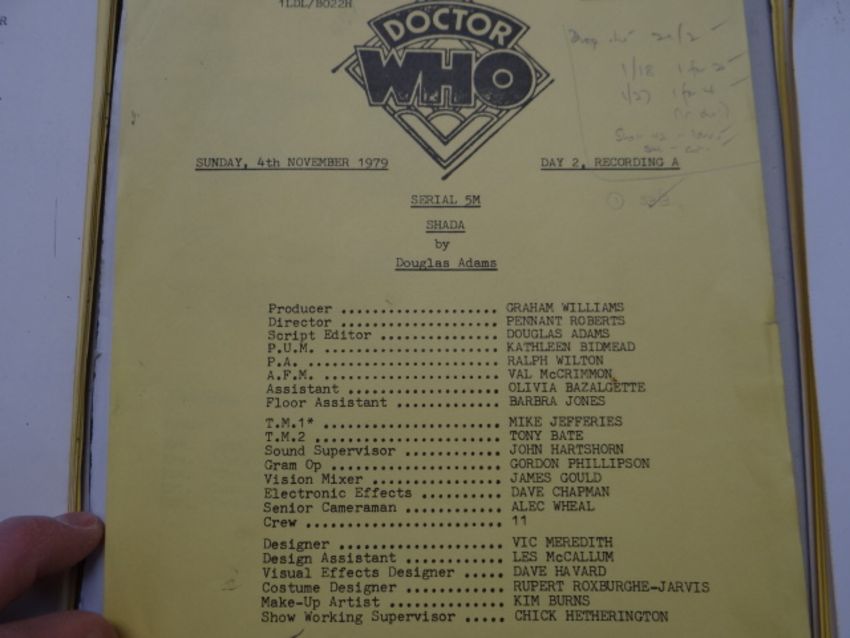 1LDL/B022H
DOCTOR
WHO
SUNDAY, 4th NOVEMBER 1979 DAY 2, RECORDING A
SERIAL 5M
SHADA
by
Douglas Adams
Producer ..................... GRAHAM WILLIAMS
Director ..................... PENNANT ROBERTS
Script Editor ................ DOUGLAS ADAMS
P.U.M. ....................... KATHLEEN BIDMEAD
P.A. ......................... RALPH WILTON
A.F.M. ....................... VAL McCRIMMON
Assistant .................... OLIVIA BAZALGETTE
Floor Assistant .............. BARBRA JONES
T.M.1* ....................... MIKE JEFFERIES
T.M.2 ........................ TONY BATE
Sound Supervisor ............. JOHN HARTSHORN
Gram Op ...................... GORDON PHILLIPSON
Vision Mixer ................. JAMES GOULD
Electronic Effects ........... DAVE CHAPMAN
Senior Cameraman ............. ALEC WHEAL
Crew ......................... 11
Designer ..................... VIC MEREDITH
Design Assistant ............. LES McCALLUM
Visual Effects Designer ..... DAVE HAVARD
Costume Designer ............. RUPERT ROXBURGHE-JARVIS
Make-Up Artist ............... KIM BURNS
Show Working Supervisor ..... CHICK HETHERINGTON